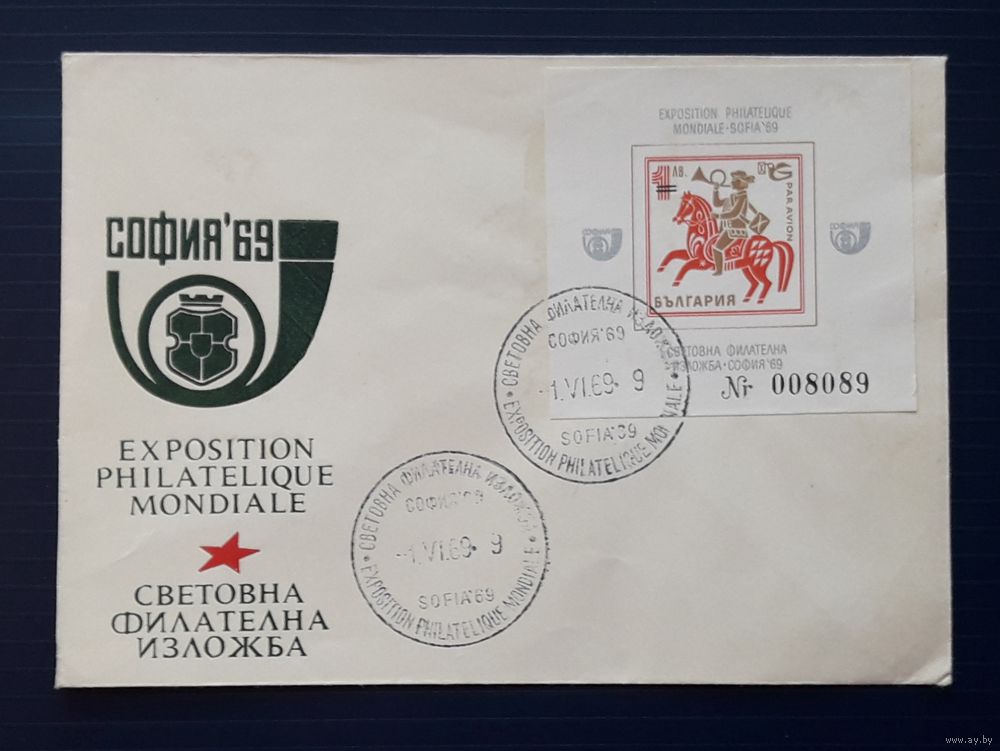 СОФИЯ'69
EXPOSITION
PHILATELIQUE
MONDIALE
СВЕТОВНА
ФИЛАТЕЛНА
ИЗЛОЖБА
EXPOSITION PHILATELIQUE
MONDIALE·SOFIA'69
1 ЛВ.
PAR AVION
БЪЛГАРИЯ
СВЕТОВНА ФИЛАТЕЛНА
ИЗЛОЖБА·СОФИЯ'69
Nr 008089
СВЕТОВНА ФИЛАТЕЛНА ИЗЛОЖБА
СОФИЯ'69
-1.VI.69· 9
SOFIA'69
EXPOSITION PHILATELIQUE MONDIALE
СВЕТОВНА ФИЛАТЕЛНА ИЗЛОЖБА
СОФИЯ'69
-1.VI.69· 9
SOFIA'69
EXPOSITION PHILATELIQUE MONDIALE
www.ay.by